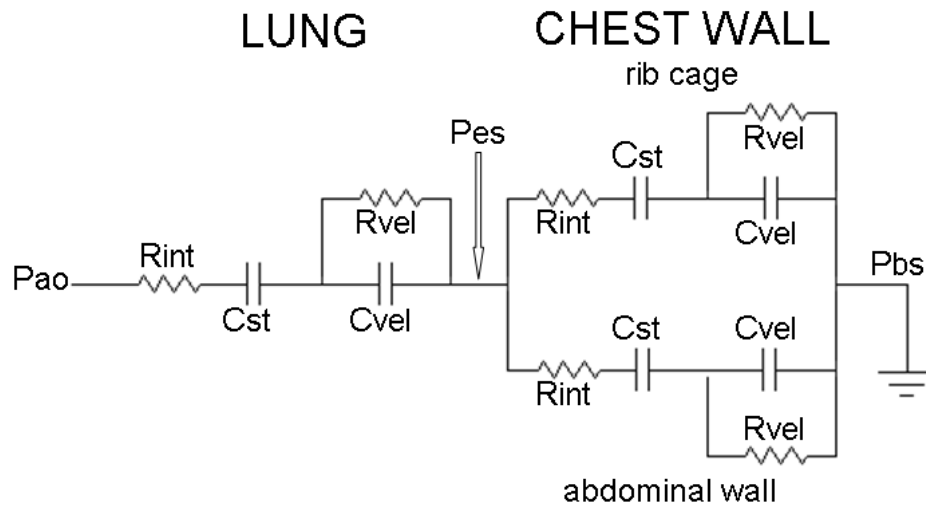 LUNG
CHEST WALL
rib cage
Rvel
Pes
Cst
Rvel
Rint
Cvel
Rint
Pao
Pbs
Cst
Cvel
Cst
Cvel
Rint
Rvel
abdominal wall